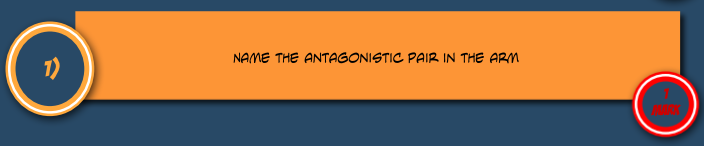 1)
NAME THE ANTAGONISTIC PAIR IN THE ARM
1
MARK